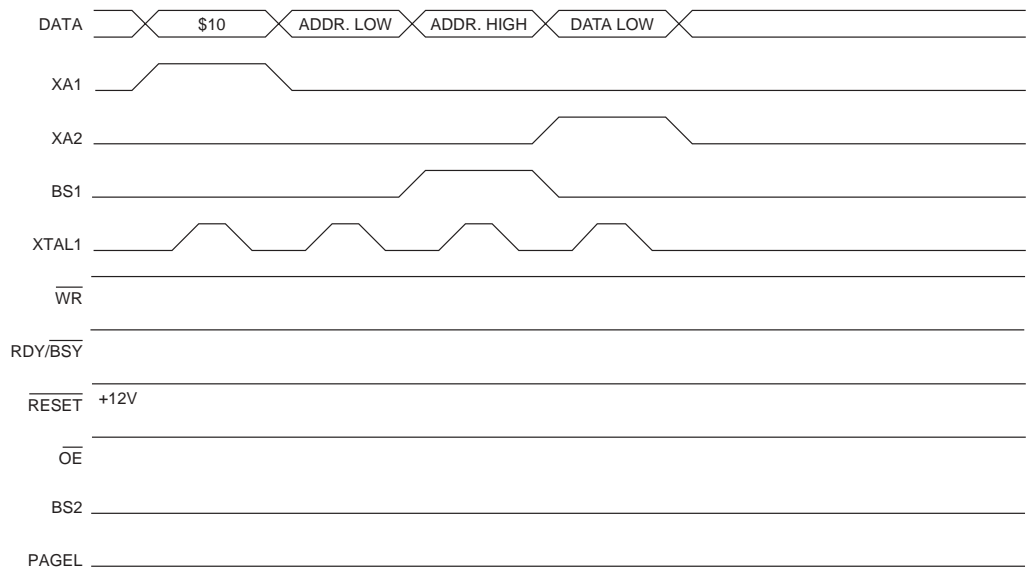 DATA $10 ADDR. LOW ADDR. HIGH DATA LOW
XA1
XA2
BS1
XTAL1
WR
RDY/BSY
RESET +12V
OE
BS2
PAGEL